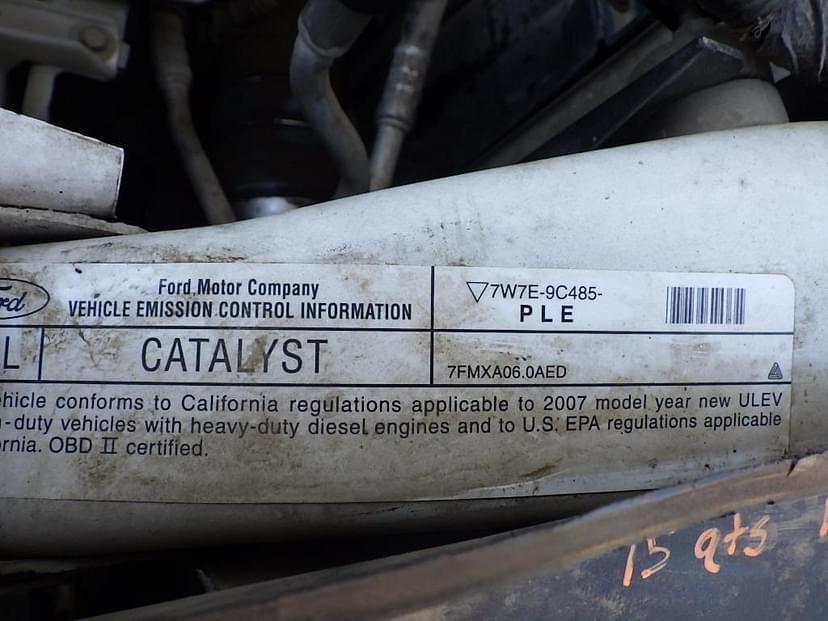 Ford Motor Company
VEHICLE EMISSION CONTROL INFORMATION
7W7E-9C485-
PLE
CATALYST
7FMXA06.0AED
conforms to California regulations applicable to 2007 model year new ULEV
-duty vehicles with heavy-duty diesel engines and to U.S. EPA regulations applicable
OBD II certified.
15 qts